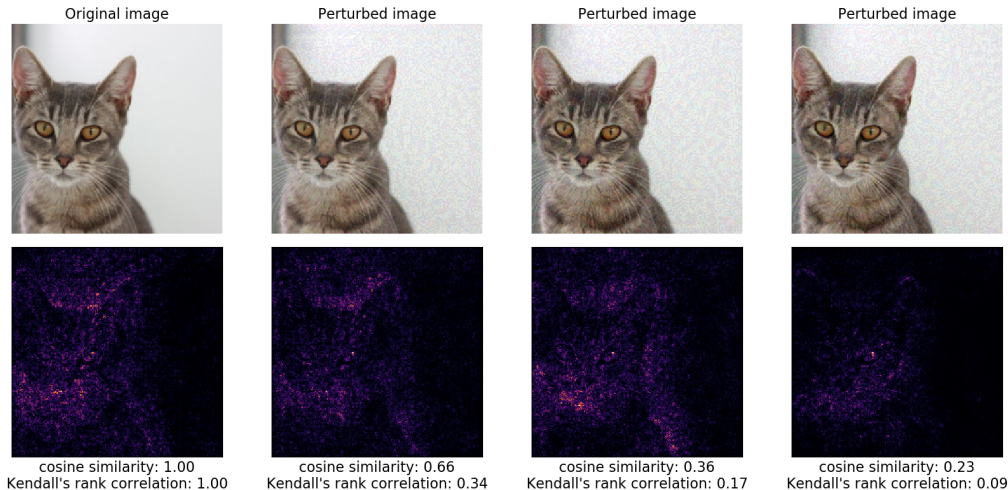 Original image
Perturbed image
Perturbed image
Perturbed image
cosine similarity: 1.00
Kendall's rank correlation: 1.00
cosine similarity: 0.66
Kendall's rank correlation: 0.34
cosine similarity: 0.36
Kendall's rank correlation: 0.17
cosine similarity: 0.23
Kendall's rank correlation: 0.09